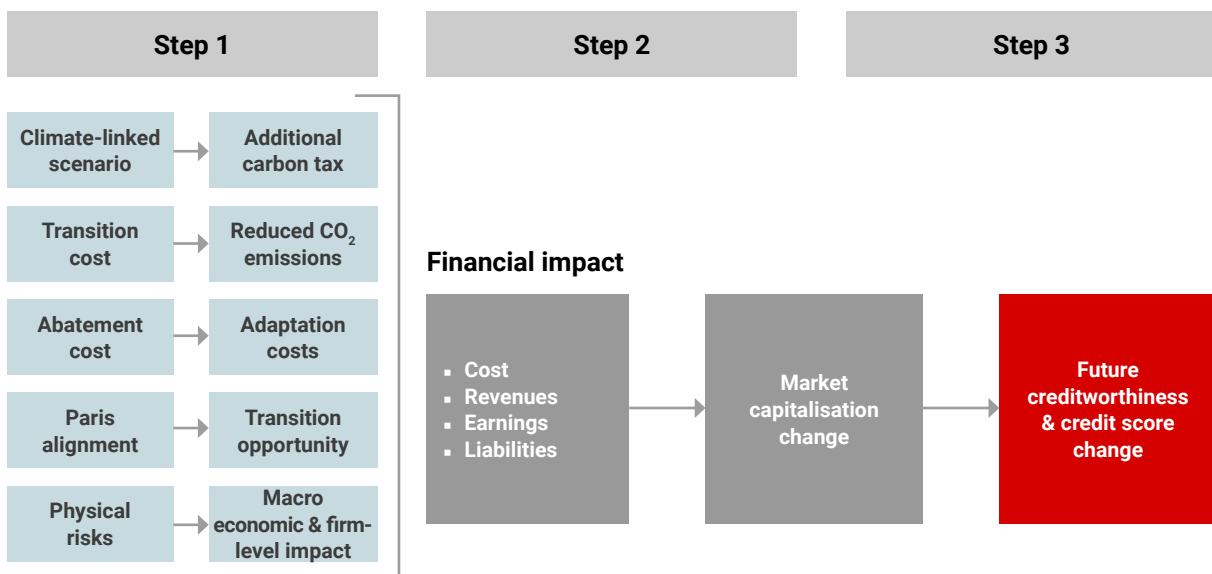 Step 1
Step 2
Step 3
Climate-linked
scenario
Additional
carbon tax
Transition
cost
Reduced CO₂
emissions
Abatement
cost
Adaptation
costs
Paris
alignment
Transition
opportunity
Physical
risks
Macro
economic & firm-
level impact
Financial impact
▪ Cost
▪ Revenues
▪ Earnings
▪ Liabilities
Market
capitalisation
change
Future
creditworthiness
& credit score
change